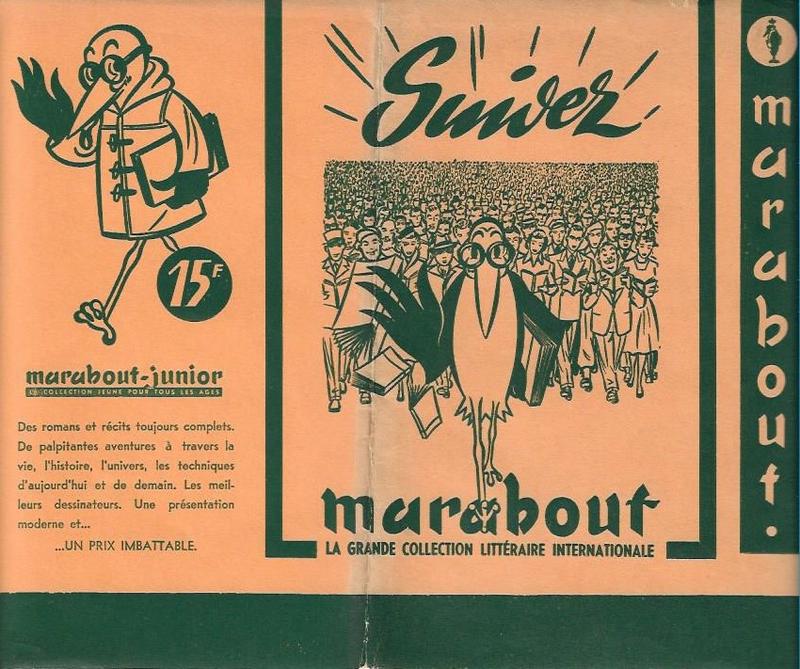 15F
marabout-junior
LA COLLECTION JEUNE POUR TOUS LES AGES
Des romans et récits toujours complets.
De palpitantes aventures à travers la
vie, l'histoire, l'univers, les techniques
d'aujourd'hui et de demain. Les meil-
leurs dessinateurs. Une présentation
moderne et...
...UN PRIX IMBATTABLE.
Suivez
marabout
LA GRANDE COLLECTION LITTÉRAIRE INTERNATIONALE
marabout.